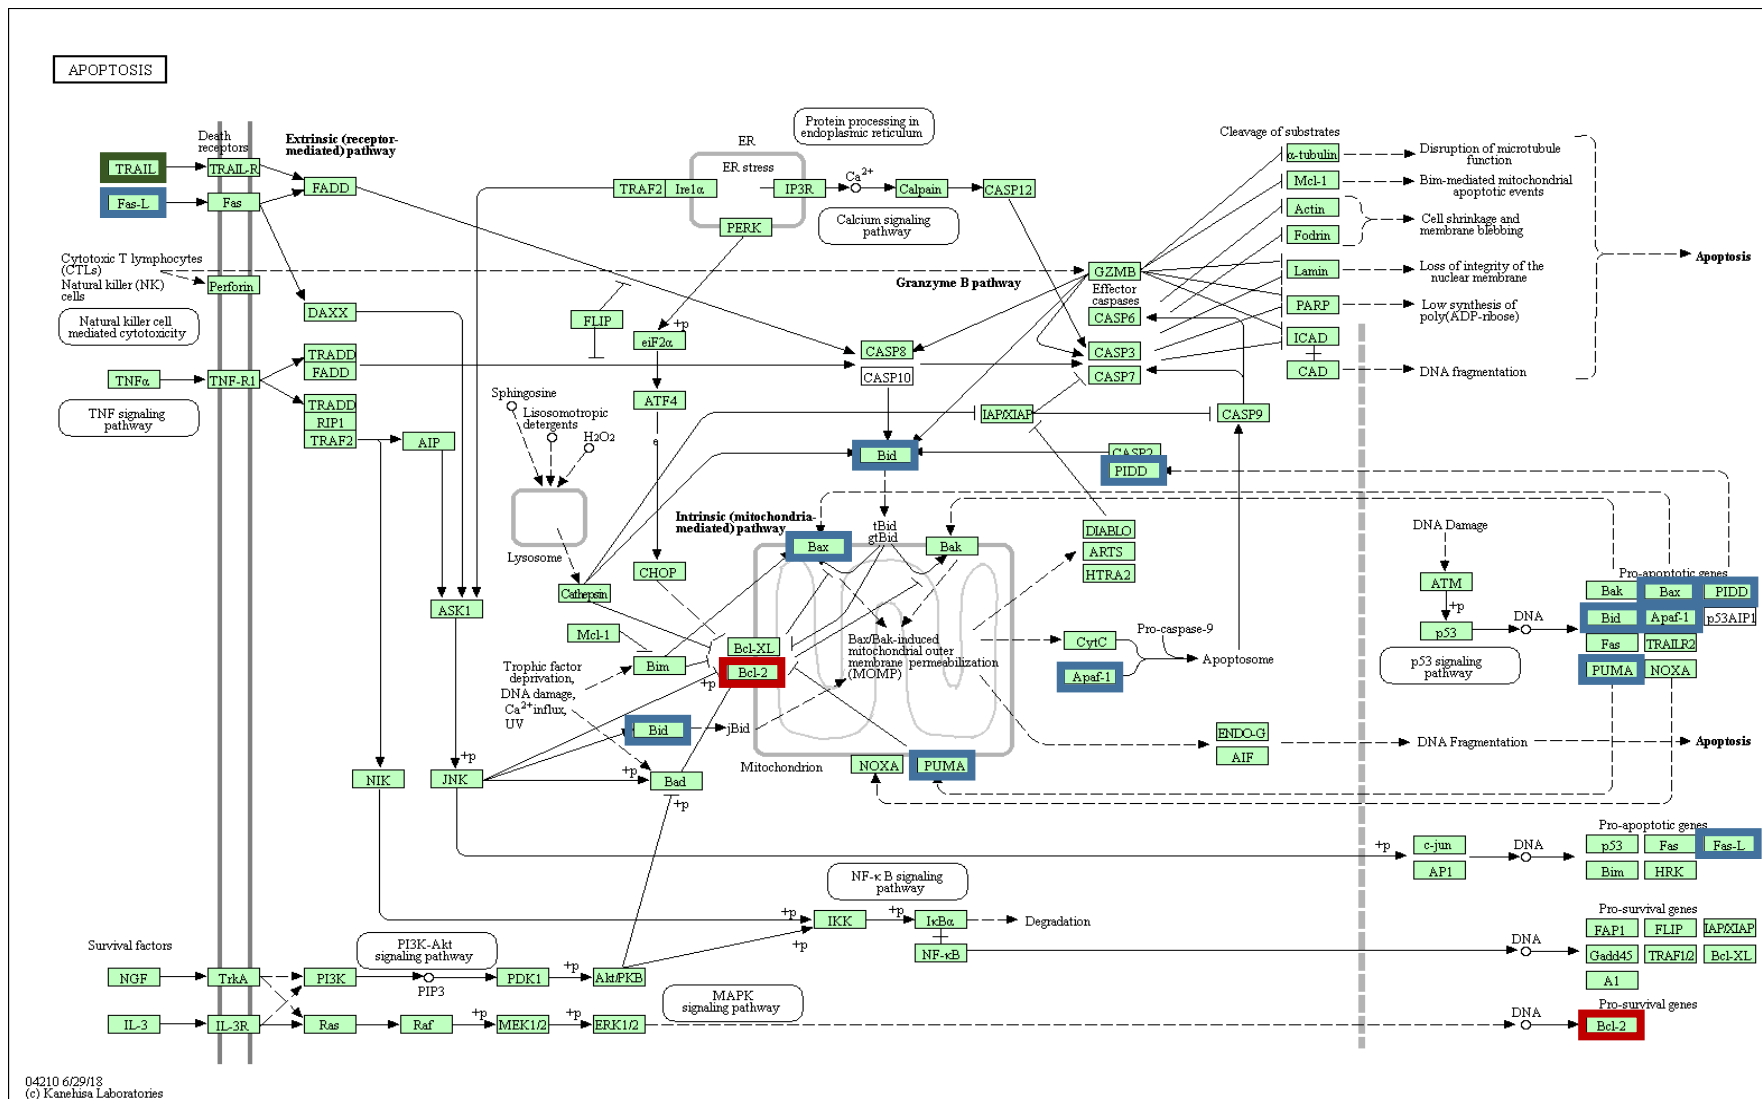 APOPTOSIS
Death
receptors
Extrinsic (receptor-
mediated) pathway
TRAIL
TRAIL-R
FADD
Fas-L
Fas
Cytotoxic T lymphocytes
(CTLs)
Natural killer (NK)
cells
Perforin
Natural killer cell
mediated cytotoxicity
DAXX
TRADD
FADD
TNFα
TNF-R1
TNF signaling
pathway
TRADD
RIP1
TRAF2
AIP
ER
Protein processing in
endoplasmic reticulum
ER stress
TRAF2
Ire1α
IP3R
Ca2+
Calpain
CASP12
PERK
Calcium signaling
pathway
Granzyme B pathway
GZMB
Effector
caspases
CASP6
CASP3
CASP7
FLIP
+p
eiF2α
ATF4
e
CASP8
CASP10
IAP/XIAP
CASP9
Cleavage of substrates
α-tubulin
Mcl-1
Actin
Fodrin
Lamin
PARP
ICAD
CAD
Disruption of microtubule
function
Bim-mediated mitochondrial
apoptotic events
Cell shrinkage and
membrane blebbing
Loss of integrity of the
nuclear membrane
Low synthesis of
poly(ADP-ribose)
DNA fragmentation
Apoptosis
Sphingosine
Lisosomotropic
detergents
H2O2
Lysosome
Bid
CASP2
PIDD
Intrinsic (mitochondria-
mediated) pathway
tBid
gtBid
Bax
Bak
DIABLO
ARTS
HTRA2
CHOP
Cathepsin
ASK1
Mcl-1
Bim
Bcl-XL
Bcl-2
+p
Trophic factor
deprivation,
DNA damage,
Ca2+influx,
UV
Bax/Bak-induced
mitochondrial outer
membrane permeabilization
(MOMP)
CytC
Pro-caspase-9
Apaf-1
Apoptosome
Bid
jBid
DNA Damage
ATM
+p
p53
DNA
p53 signaling
pathway
Pro-apoptotic genes
Bak
Bax
PIDD
Bid
Apaf-1
p53AIP1
Fas
TRAILR2
PUMA
NOXA
Mitochondrion
NOXA
PUMA
ENDO-G
AIF
DNA Fragmentation
Apoptosis
NIK
+p
JNK
+p
Bad
+p
+p
c-jun
AP1
DNA
Pro-apoptotic genes
p53
Fas
Fas-L
Bim
HRK
NF-κB signaling
pathway
+p
IKK
+p
+p
IκBα
Degradation
NF-κB
DNA
Pro-survival genes
FAP1
FLIP
IAP/XIAP
Gadd45
TRAF1/2
Bcl-XL
A1
Survival factors
PI3K-Akt
signaling pathway
NGF
TrkA
PI3K
PIP3
PDK1
+p
Akt/PKB
MAPK
signaling pathway
IL-3
IL-3R
Ras
Raf
+p
MEK1/2
+p
ERK1/2
DNA
Pro-survival genes
Bcl-2
04210 6/29/18
(c) Kanehisa Laboratories